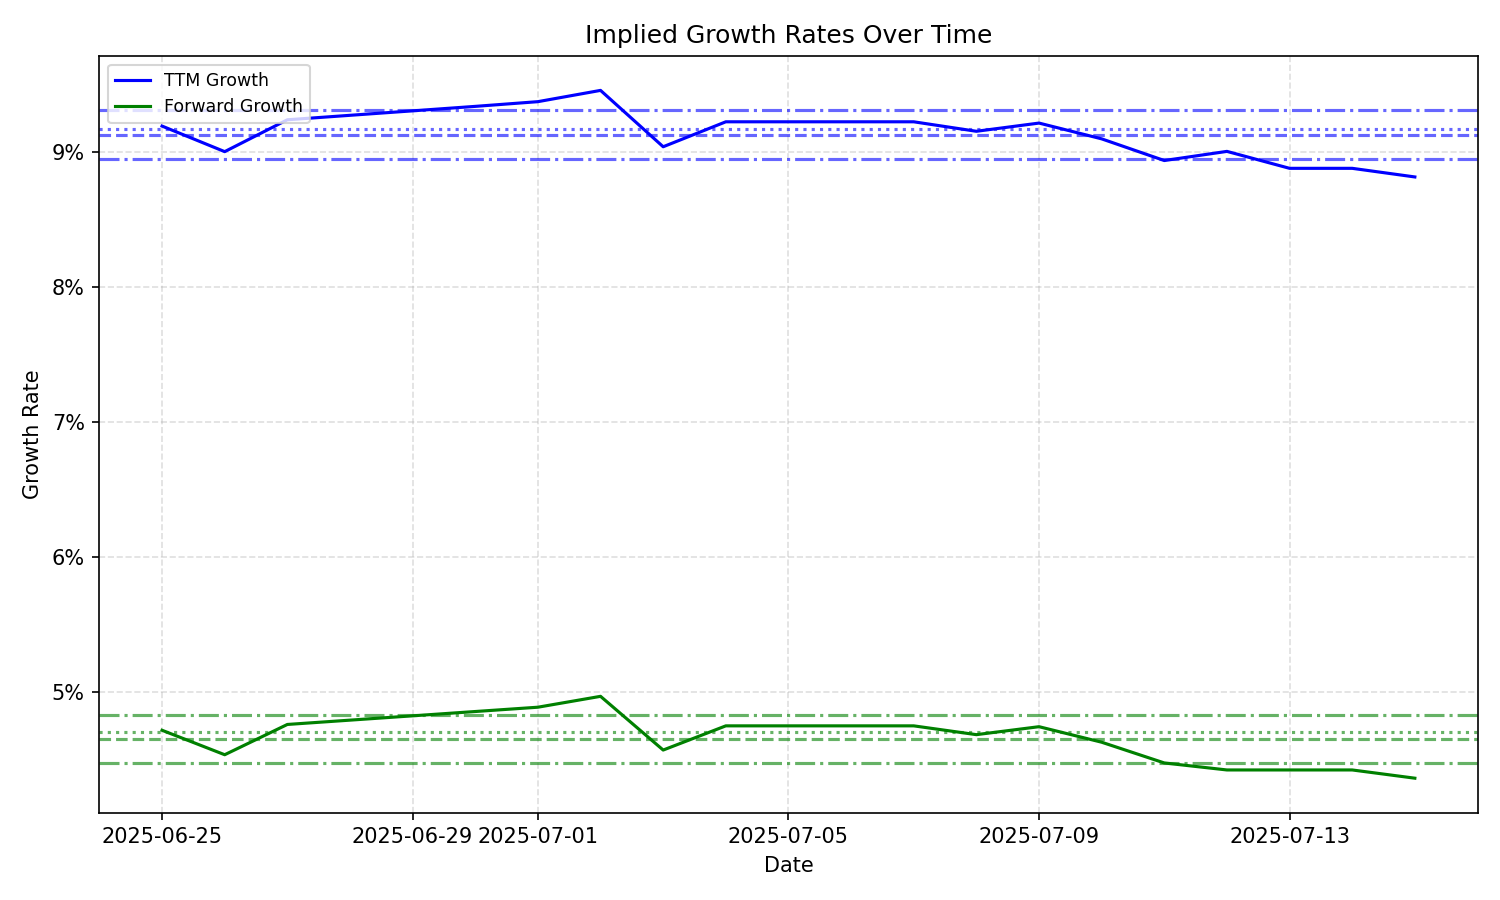 Implied Growth Rates Over Time
TTM Growth
Forward Growth
9%
8%
7%
6%
5%
Growth Rate
2025-06-25
2025-06-29
2025-07-01
2025-07-05
2025-07-09
2025-07-13
Date